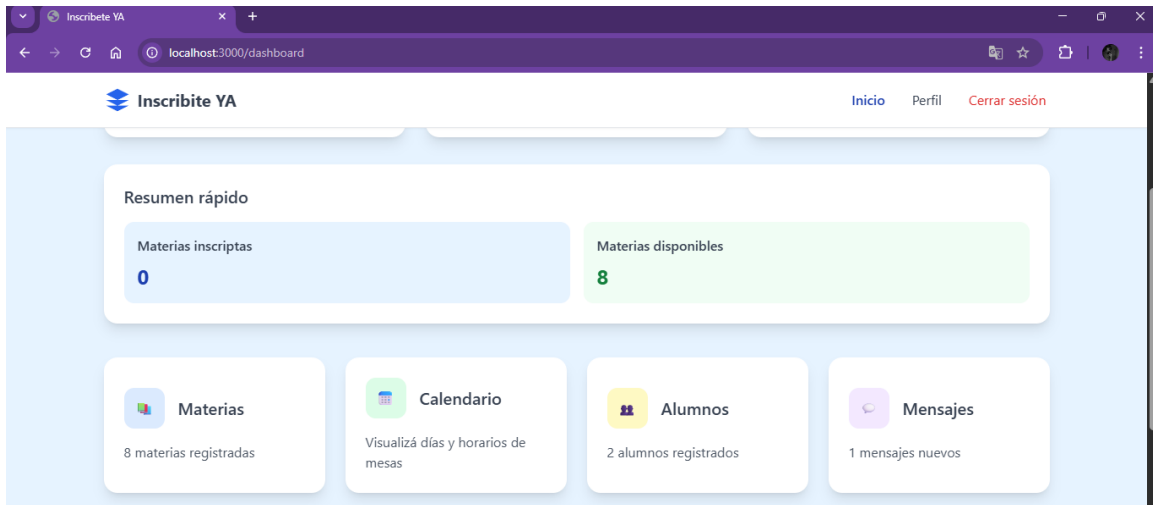 Inscribete YA
localhost:3000/dashboard
Inscribite YA
Inicio
Perfil
Cerrar sesión
Resumen rápido
Materias inscriptas
0
Materias disponibles
8
Materias
8 materias registradas
Calendario
Visualizá días y horarios de
mesas
Alumnos
2 alumnos registrados
Mensajes
1 mensajes nuevos